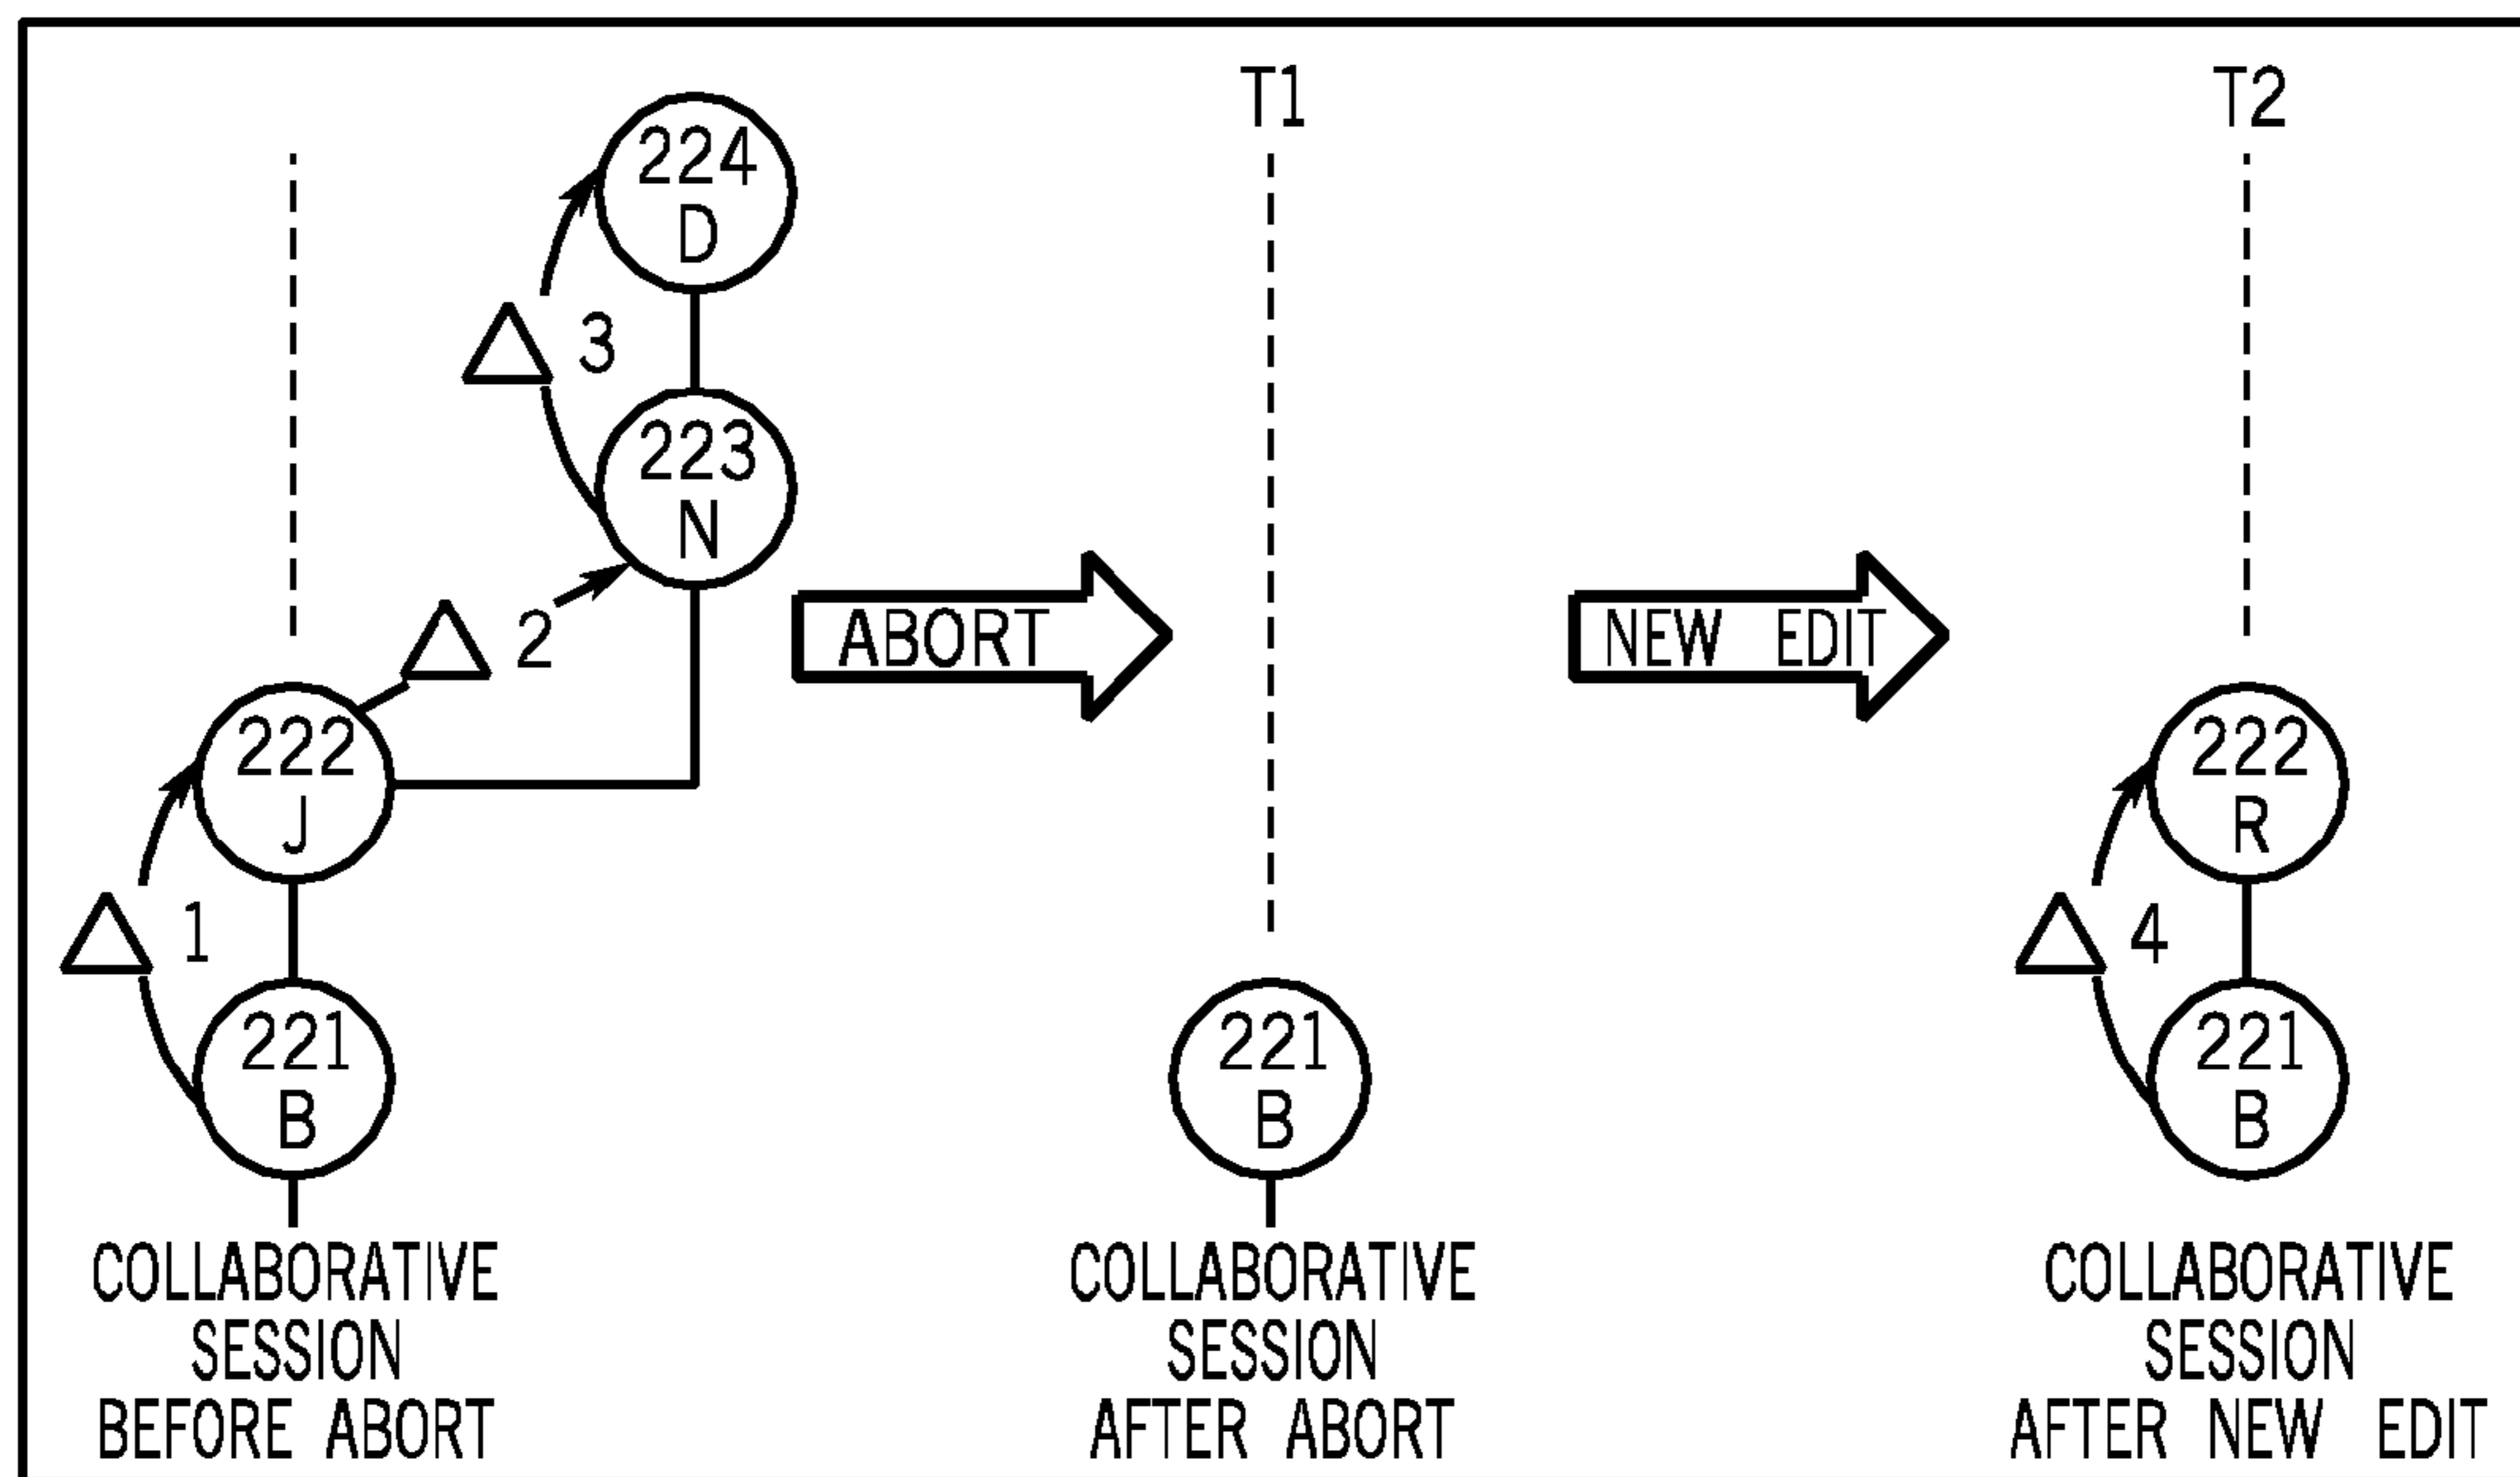 T1
T2
224
D
△ 3
223
N
ABORT
NEW EDIT
△ 2
222
J
222
R
△ 1
△ 4
221
B
221
B
221
B
COLLABORATIVE
SESSION
BEFORE ABORT
COLLABORATIVE
SESSION
AFTER ABORT
COLLABORATIVE
SESSION
AFTER NEW EDIT